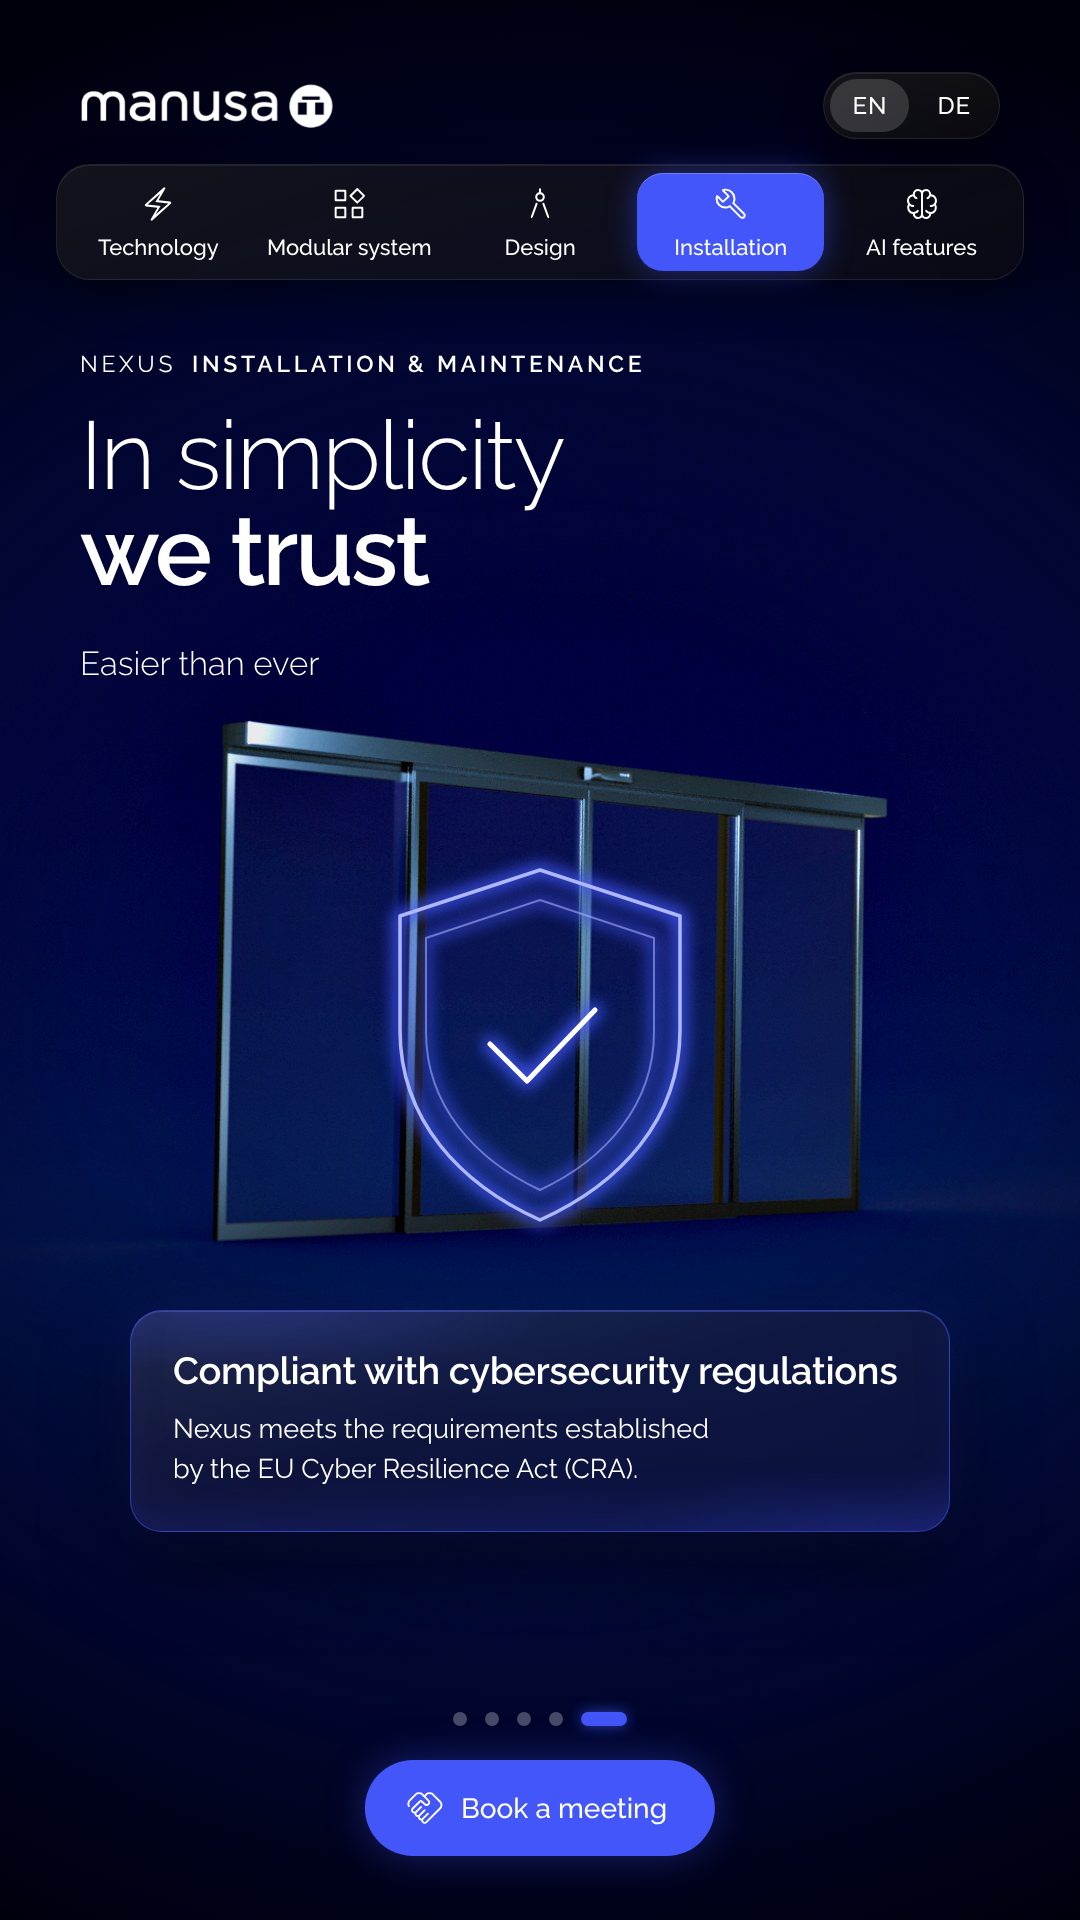 manusa
EN DE
Technology Modular system Design Installation AI features
NEXUS INSTALLATION & MAINTENANCE
In simplicity
we trust
Easier than ever
Compliant with cybersecurity regulations
Nexus meets the requirements established
by the EU Cyber Resilience Act (CRA).
Book a meeting